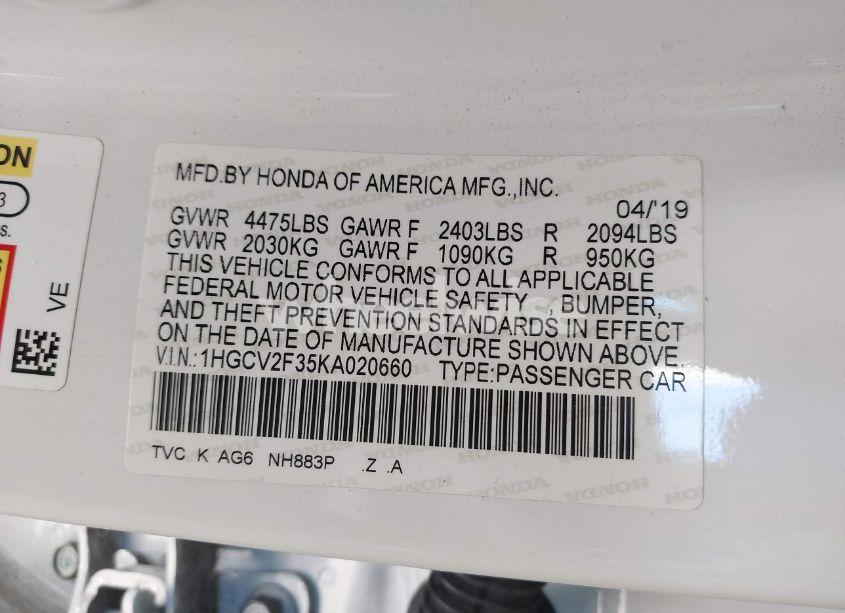 ON
3
s.
S
VE
MFD.BY HONDA OF AMERICA MFG.,INC.
04/'19
GVWR 4475LBS GAWR F 2403LBS R 2094LBS
GVWR 2030KG GAWR F 1090KG R 950KG
THIS VEHICLE CONFORMS TO ALL APPLICABLE
FEDERAL MOTOR VEHICLE SAFETY , BUMPER,
AND THEFT PREVENTION STANDARDS IN EFFECT
ON THE DATE OF MANUFACTURE SHOWN ABOVE.
V.I.N.:1HGCV2F35KA020660 TYPE:PASSENGER CAR
TVC K AG6 NH883P .Z .A